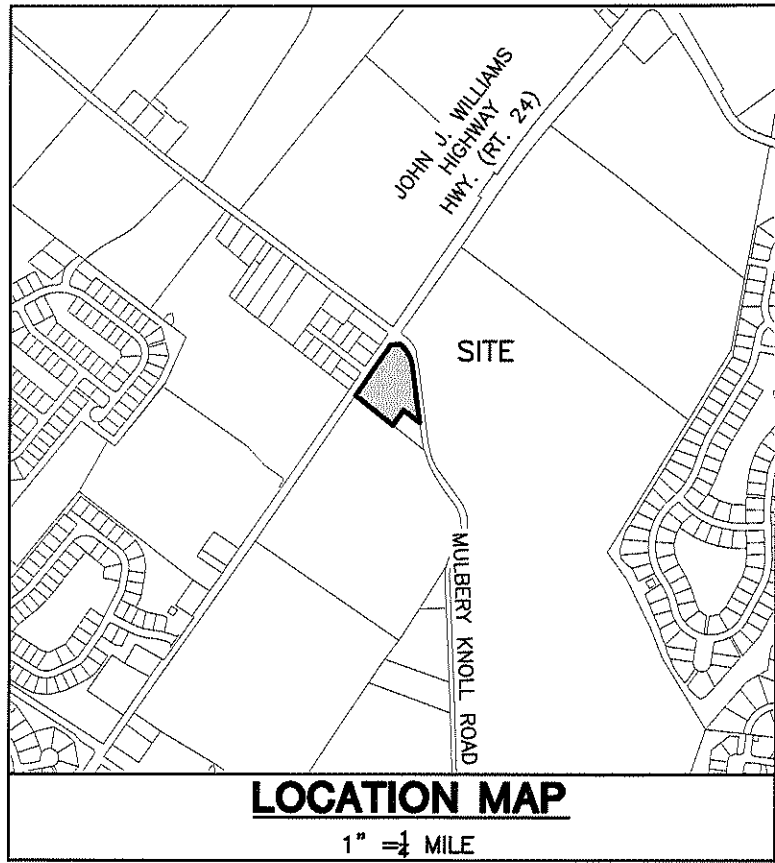 JOHN J. WILLIAMS
HIGHWAY
HWY. (RT. 24)
SITE
MULBERY KNOLL ROAD
LOCATION MAP
1" =¼ MILE